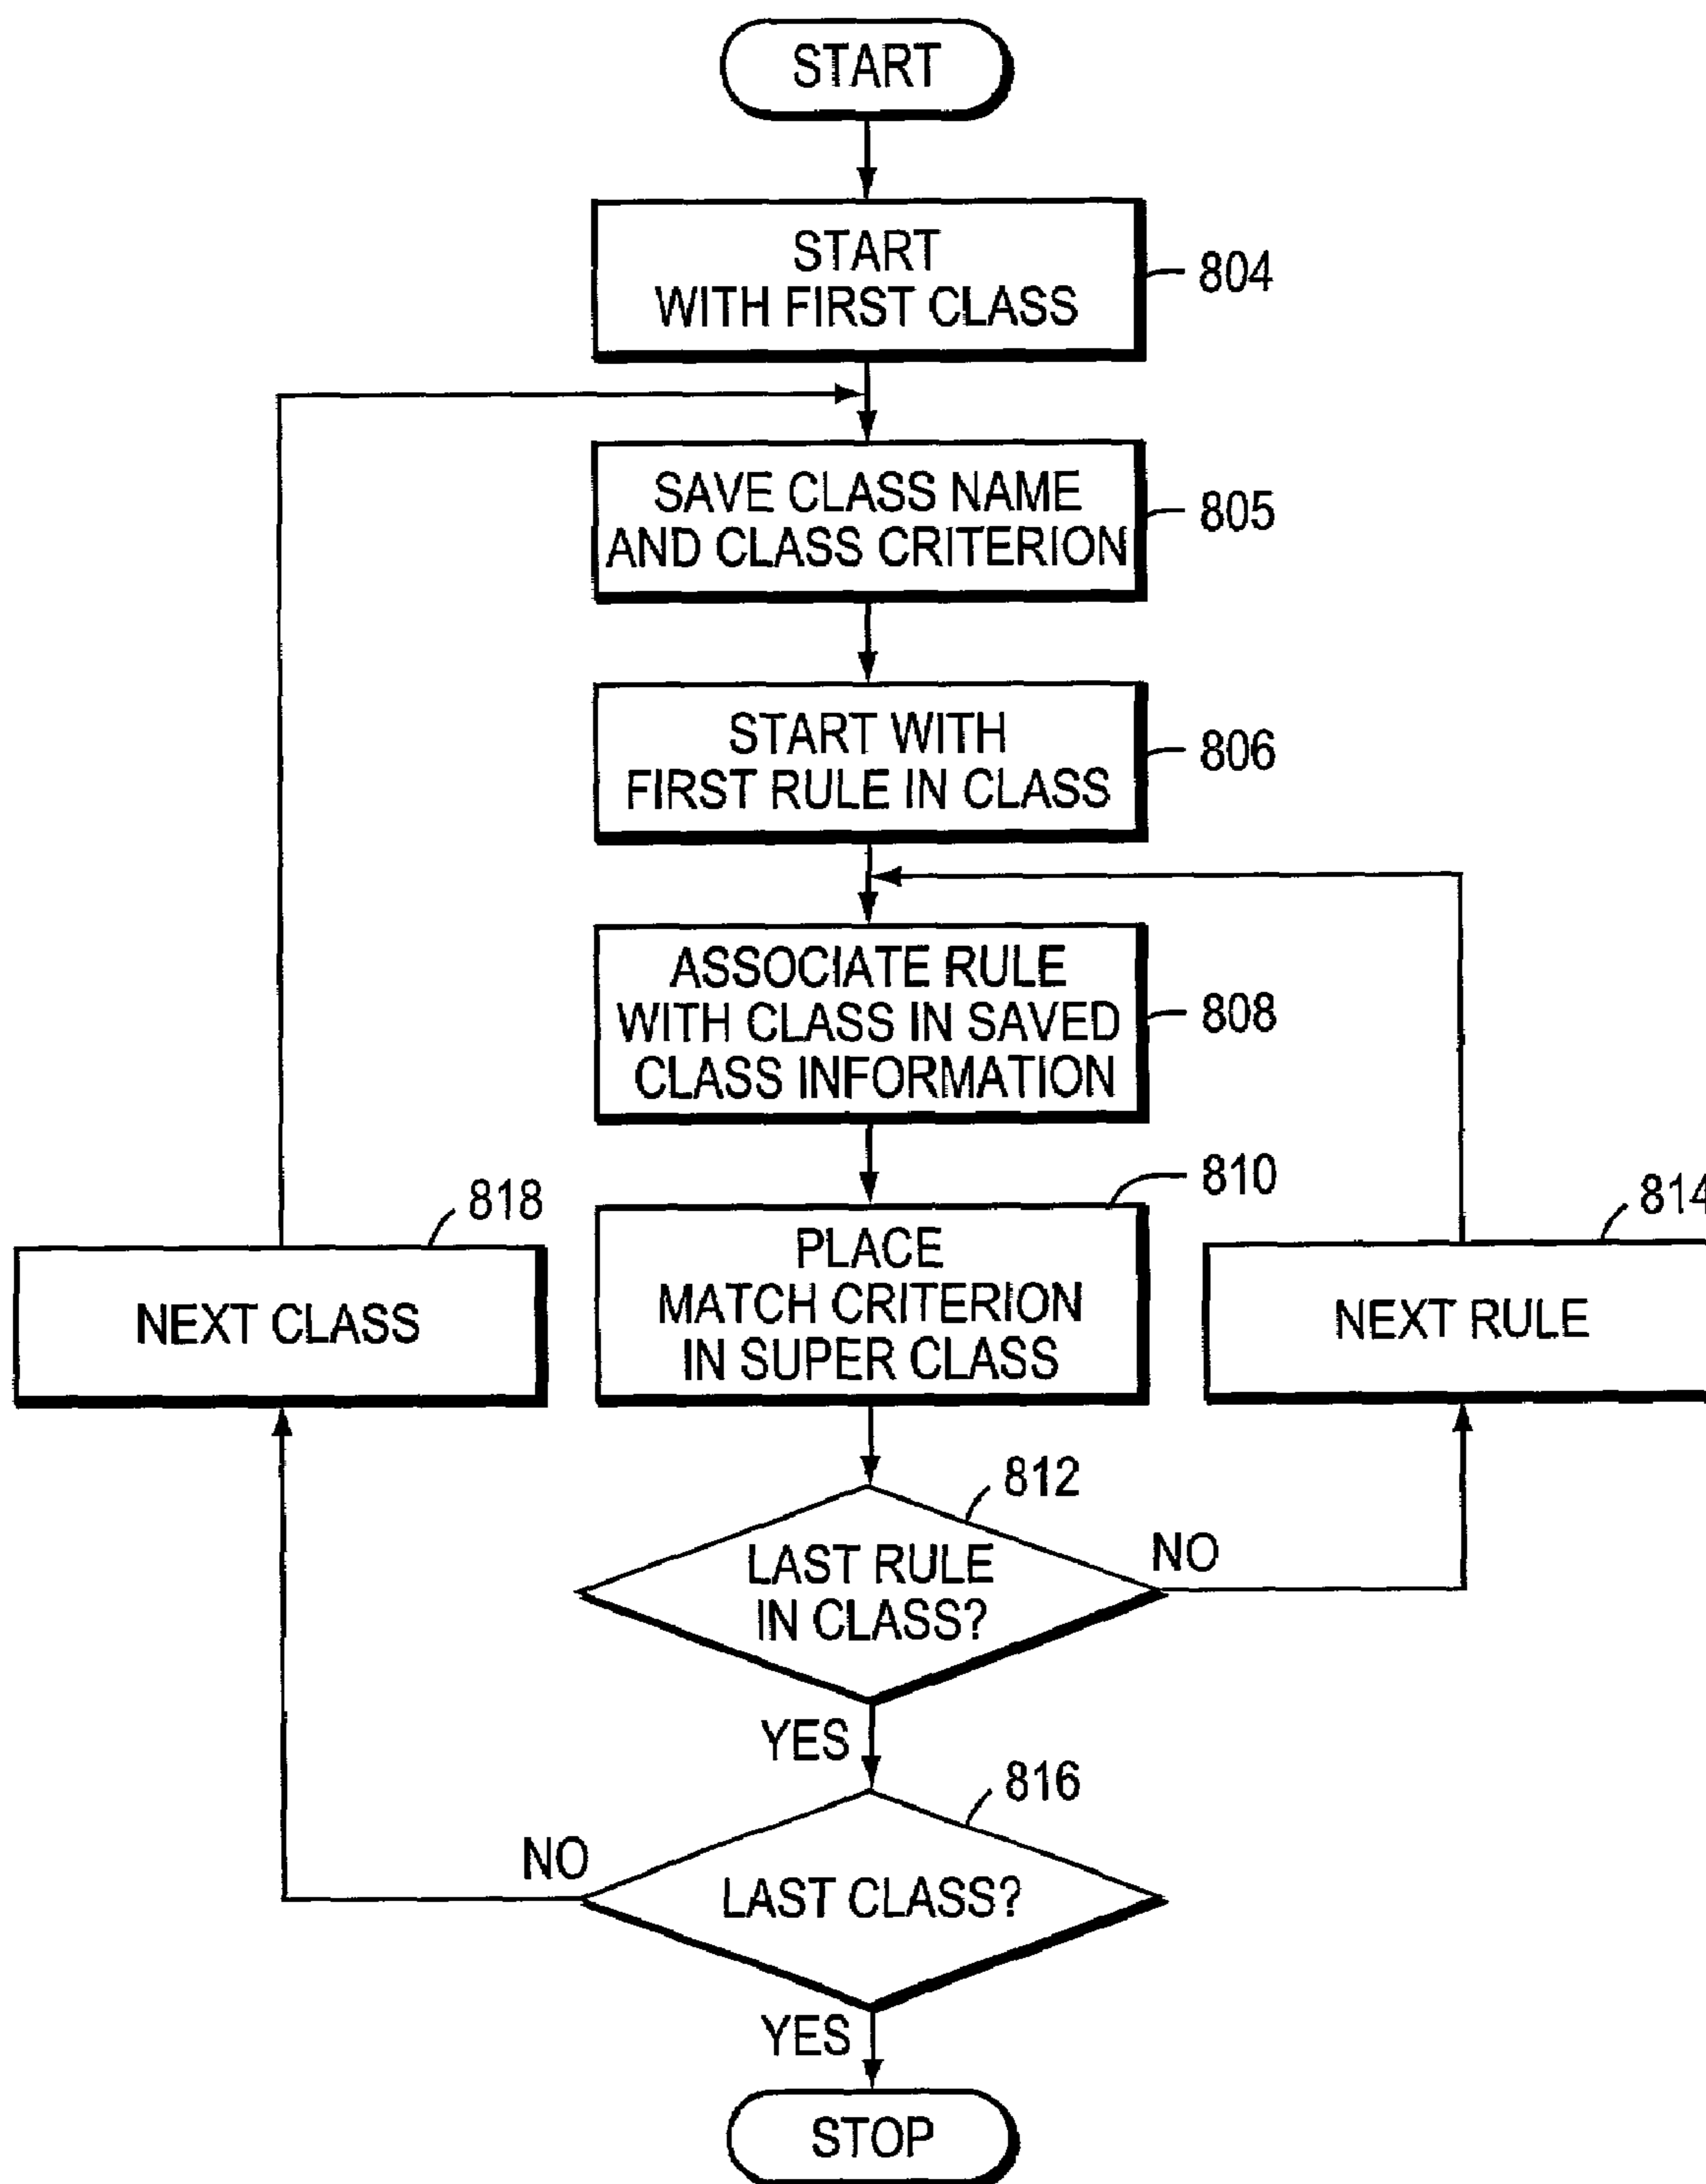 START
START
WITH FIRST CLASS
804
SAVE CLASS NAME
AND CLASS CRITERION
805
START WITH
FIRST RULE IN CLASS
806
ASSOCIATE RULE
WITH CLASS IN SAVED
CLASS INFORMATION
808
818
NEXT CLASS
810
PLACE
MATCH CRITERION
IN SUPER CLASS
814
NEXT RULE
812
LAST RULE
IN CLASS?
NO
YES
816
LAST CLASS?
NO
YES
STOP